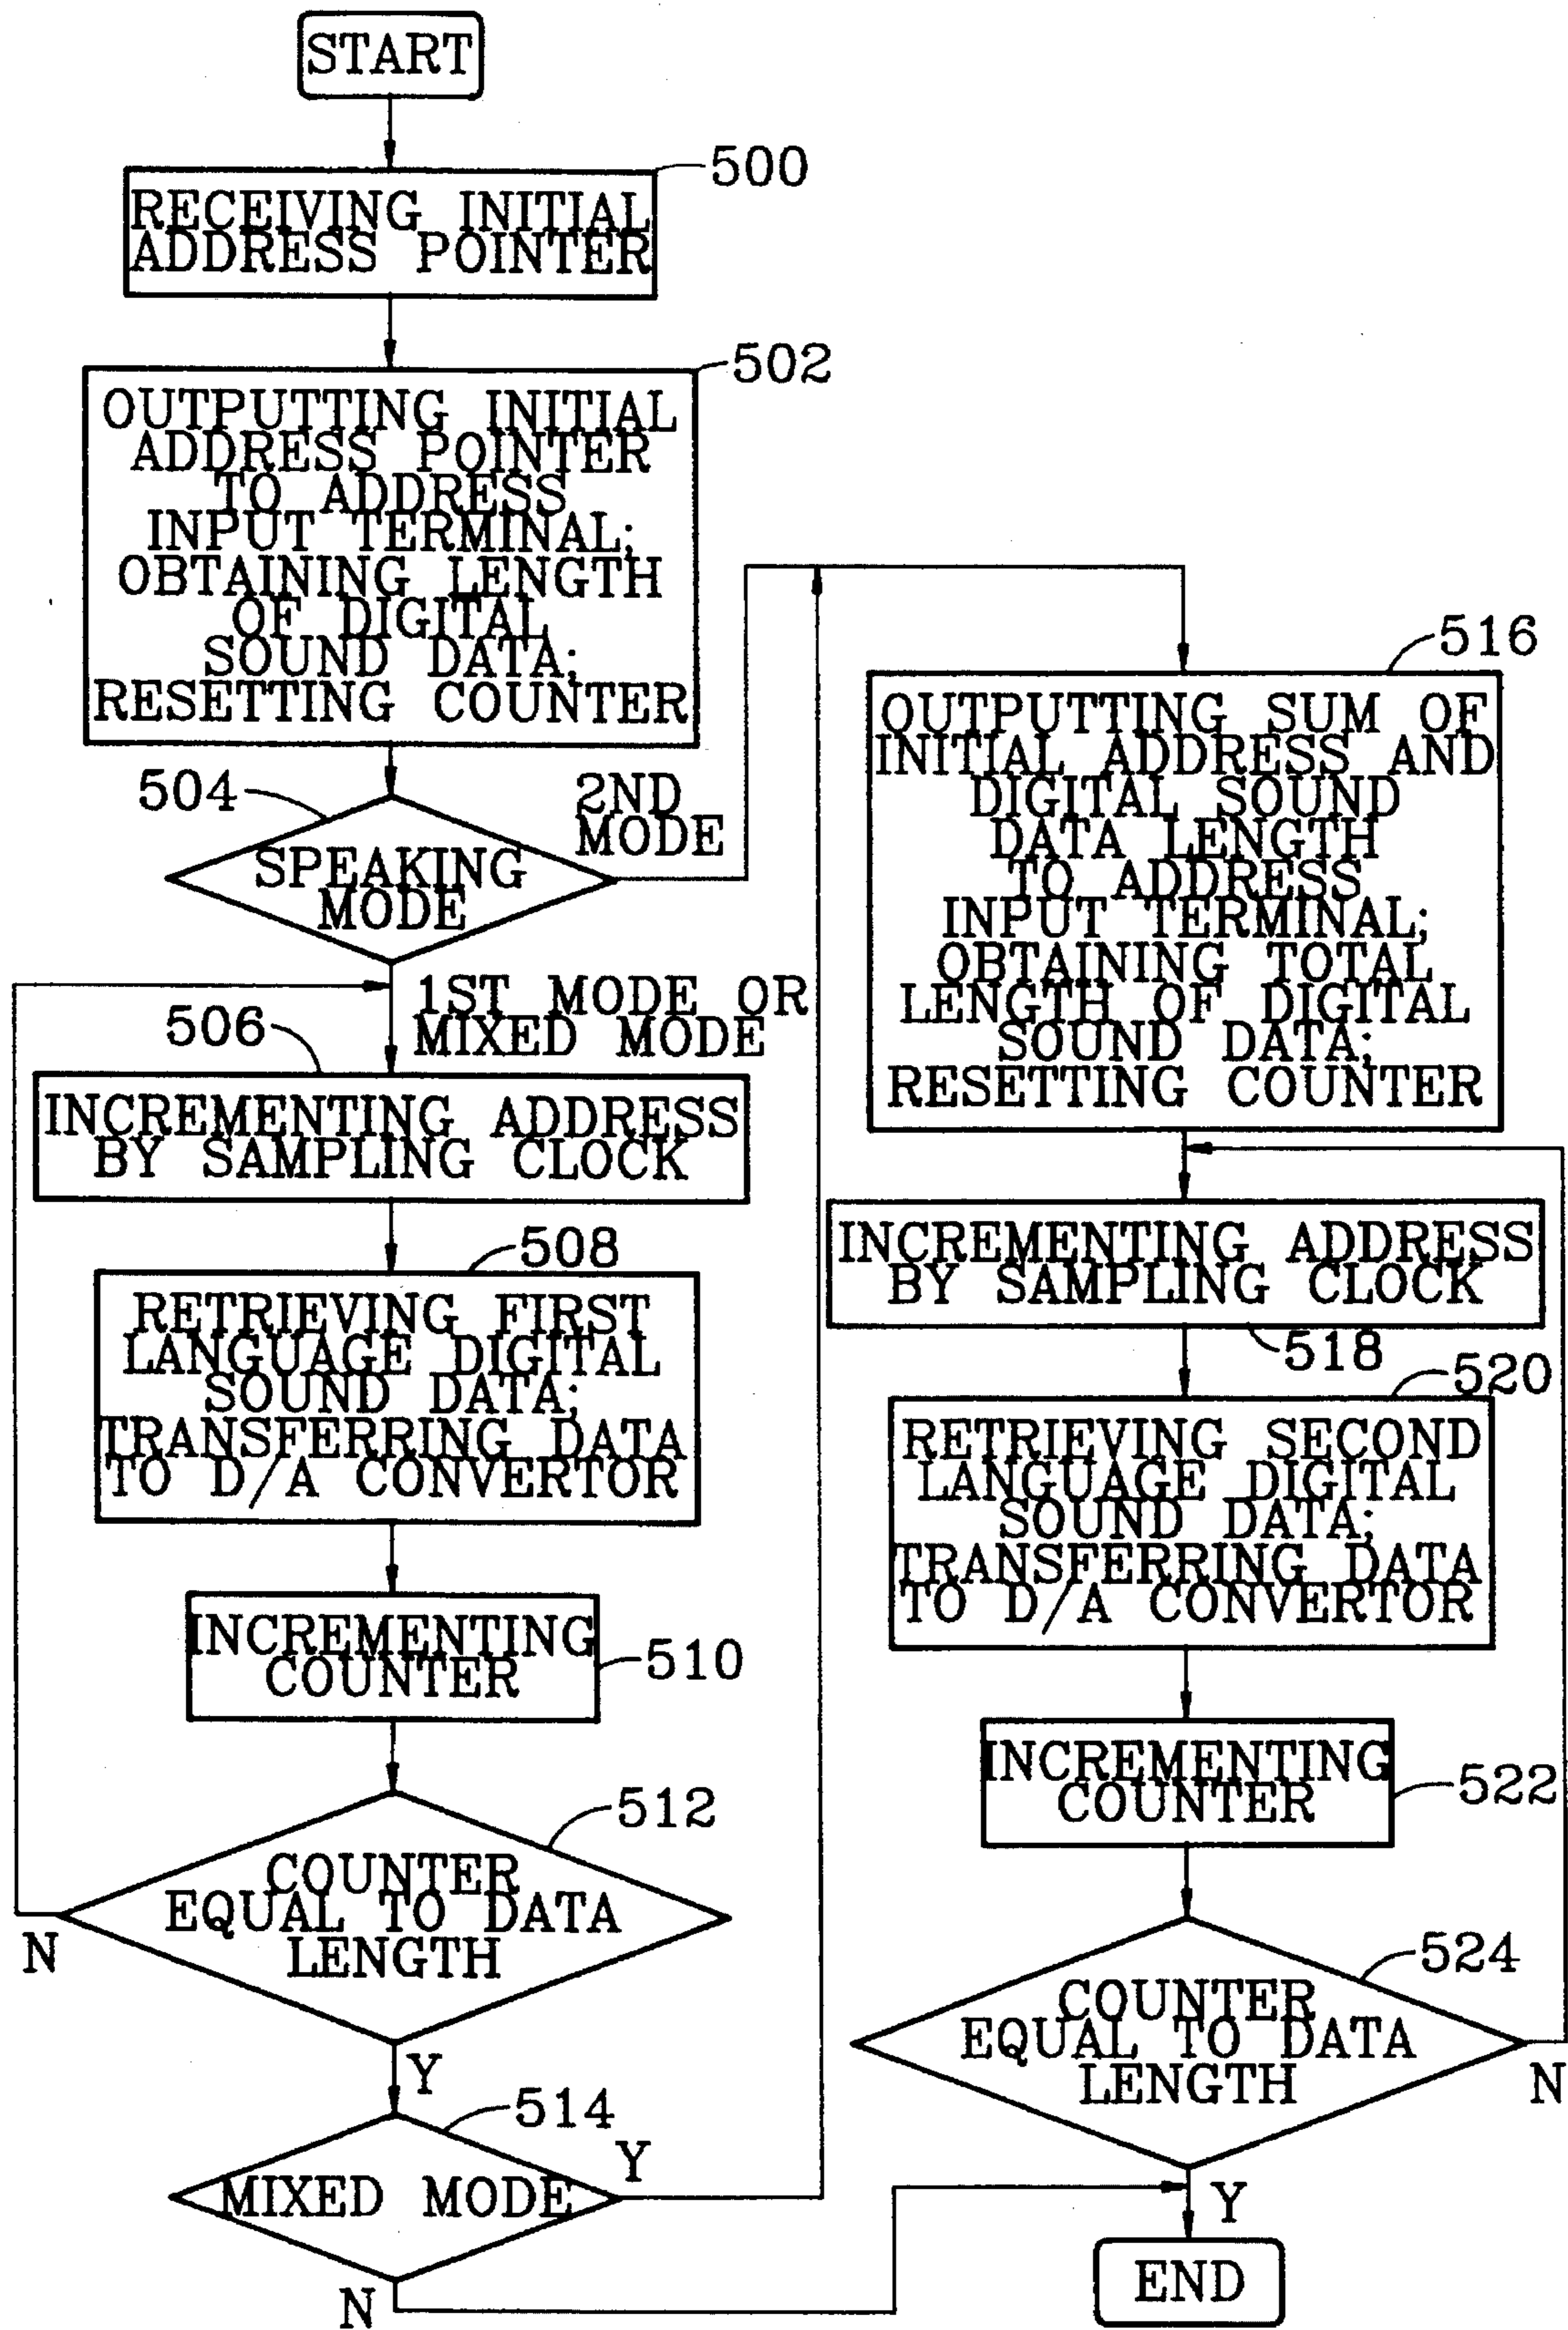 START
500
RECEIVING INITIAL
ADDRESS POINTER
502
OUTPUTTING INITIAL
ADDRESS POINTER
TO ADDRESS
INPUT TERMINAL;
OBTAINING LENGTH
OF DIGITAL
SOUND DATA;
RESETTING COUNTER
504
SPEAKING
MODE
2ND
MODE
1ST MODE OR
MIXED MODE
506
INCREMENTING ADDRESS
BY SAMPLING CLOCK
508
RETRIEVING FIRST
LANGUAGE DIGITAL
SOUND DATA;
TRANSFERRING DATA
TO D/A CONVERTOR
INCREMENTING
COUNTER
510
512
COUNTER
EQUAL TO DATA
LENGTH
N
Y
514
MIXED MODE
Y
N
516
OUTPUTTING SUM OF
INITIAL ADDRESS AND
DIGITAL SOUND
DATA LENGTH
TO ADDRESS
INPUT TERMINAL;
OBTAINING TOTAL
LENGTH OF DIGITAL
SOUND DATA;
RESETTING COUNTER
INCREMENTING ADDRESS
BY SAMPLING CLOCK
518
520
RETRIEVING SECOND
LANGUAGE DIGITAL
SOUND DATA;
TRANSFERRING DATA
TO D/A CONVERTOR
INCREMENTING
COUNTER
522
524
COUNTER
EQUAL TO DATA
LENGTH
N
Y
END